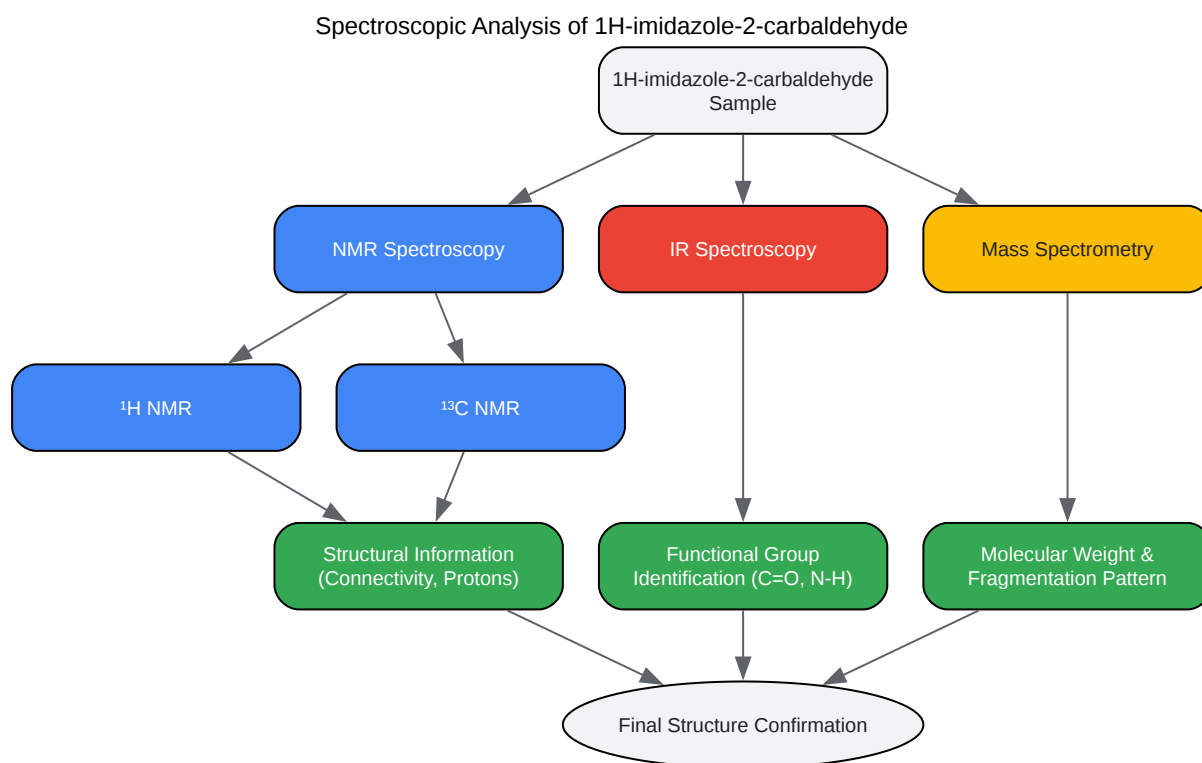 Spectroscopic Analysis of 1H-imidazole-2-carbaldehyde
1H-imidazole-2-carbaldehyde
Sample
NMR Spectroscopy
IR Spectroscopy
Mass Spectrometry
¹H NMR
¹³C NMR
Structural Information
(Connectivity, Protons)
Functional Group
Identification (C=O, N-H)
Molecular Weight &
Fragmentation Pattern
Final Structure Confirmation